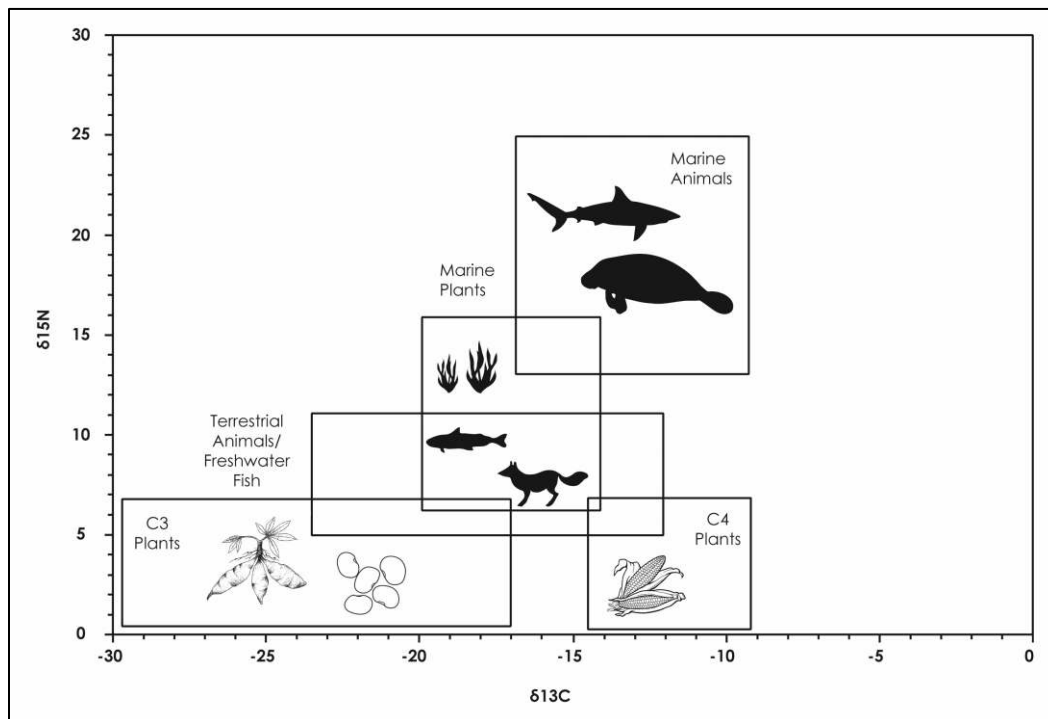 30
25
20
15
10
5
0
δ15N
Marine
Animals
Marine
Plants
Terrestrial
Animals/
Freshwater
Fish
C3
Plants
C4
Plants
-30
-25
-20
-15
-10
-5
0
δ13C